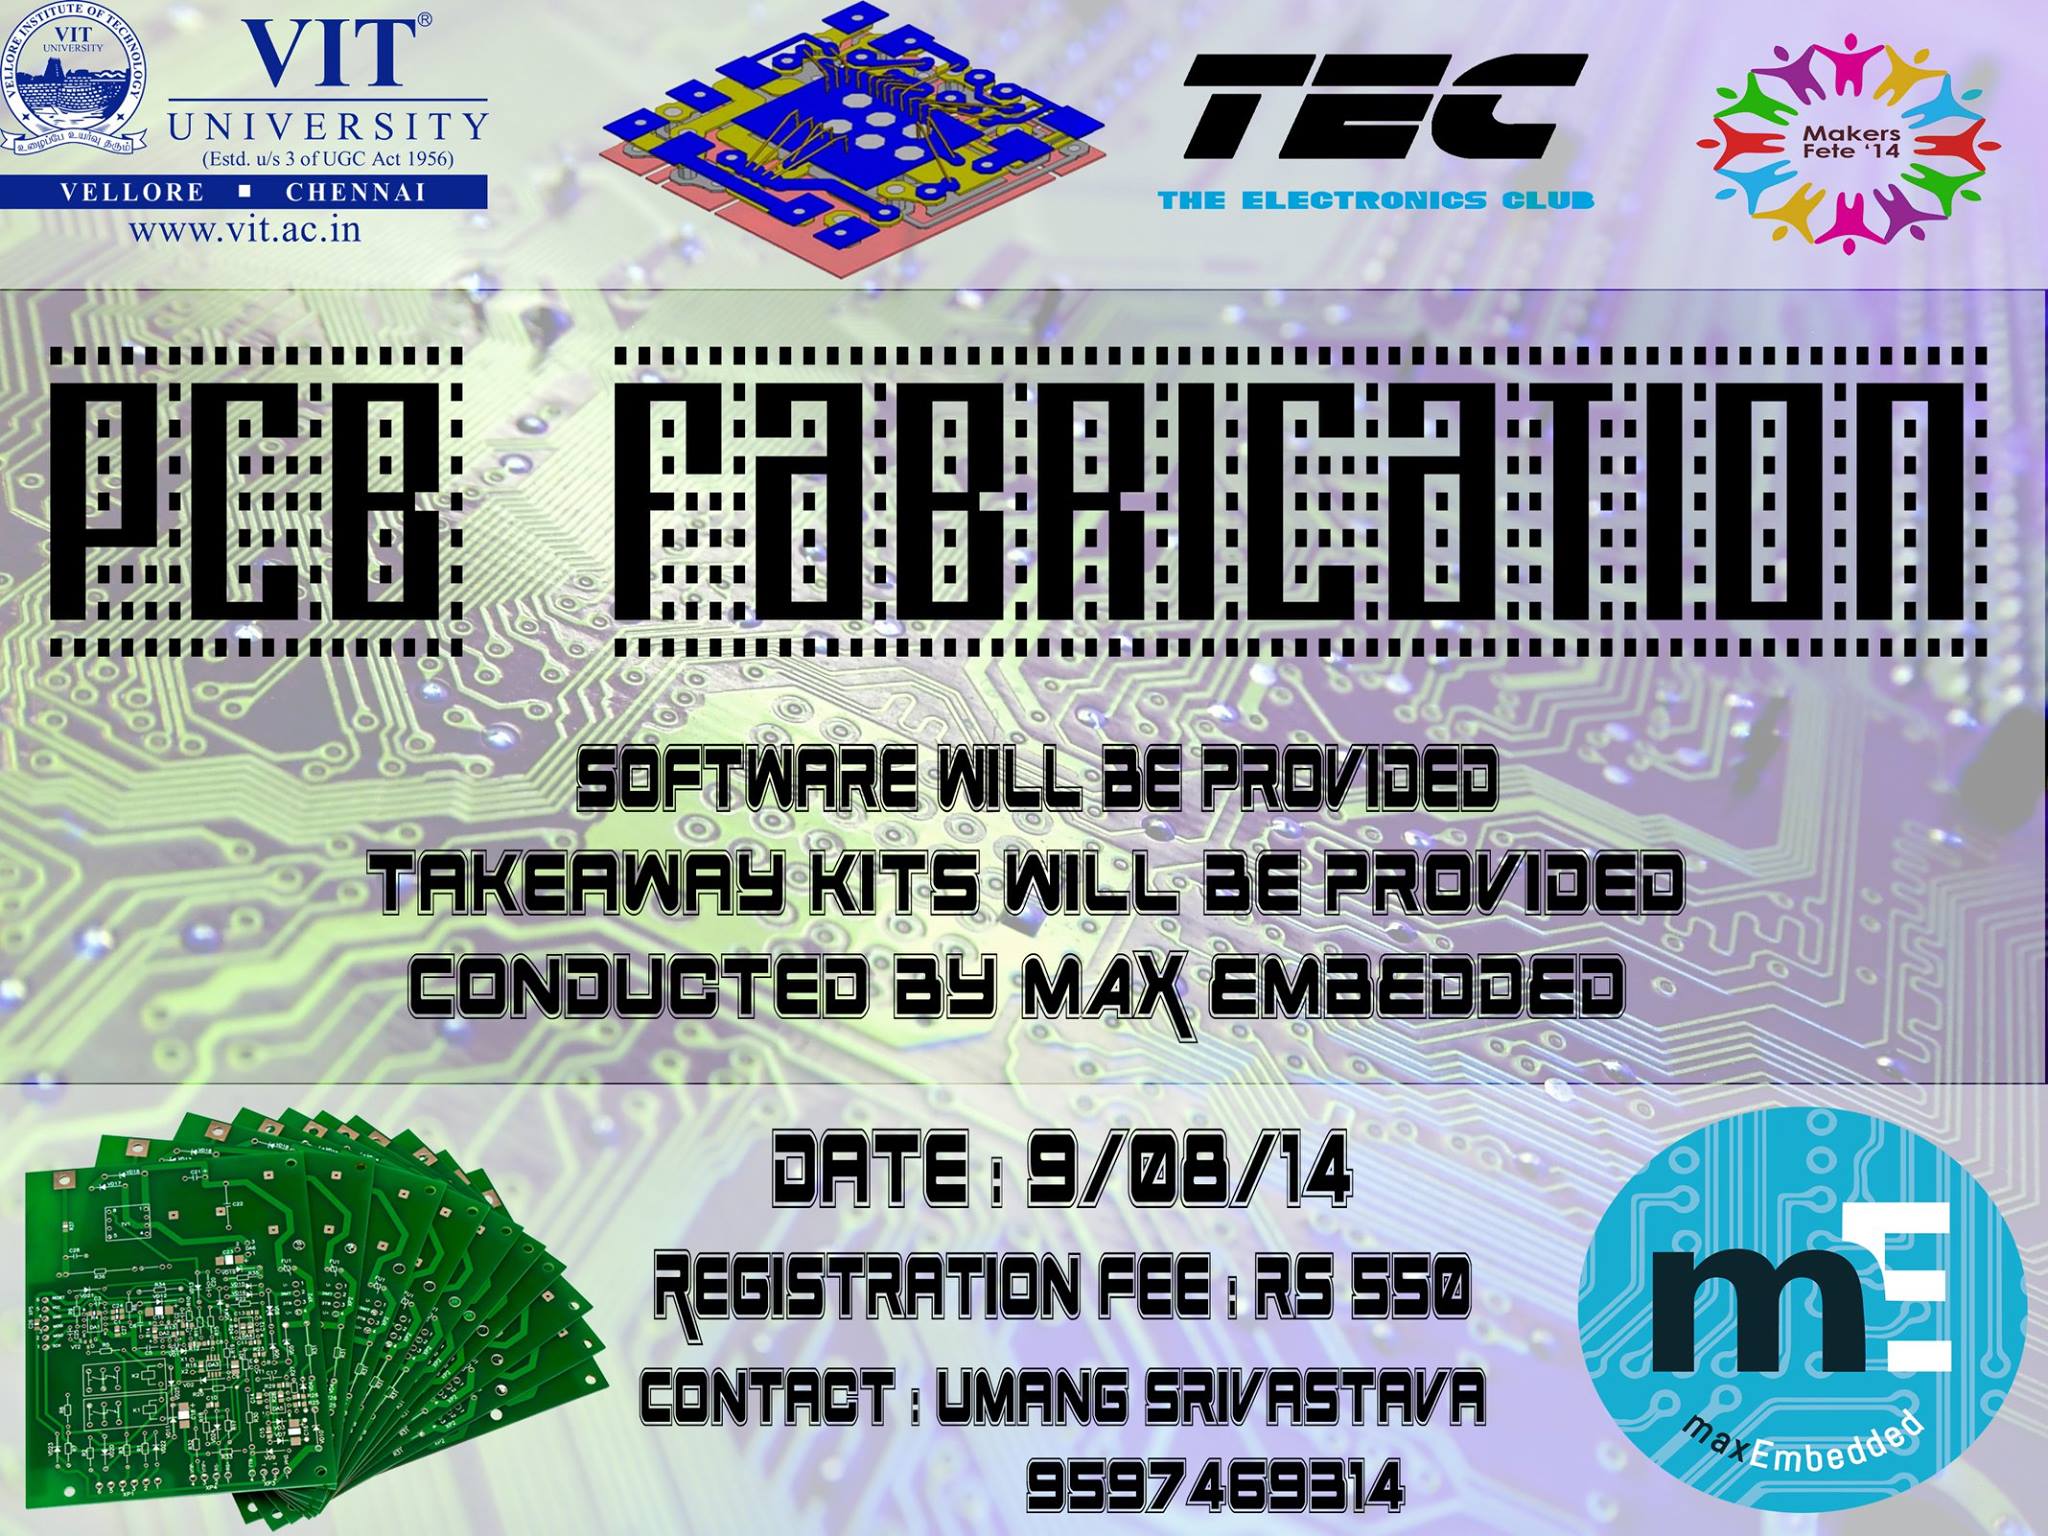 VELLORE INSTITUTE OF TECHNOLOGY
VIT
UNIVERSITY
VIT®
UNIVERSITY
(Estd. u/s 3 of UGC Act 1956)
VELLORE ▪ CHENNAI
www.vit.ac.in
TEC
THE ELECTRONICS CLUB
Makers
Fete '14
PCB FABRICATION
SOFTWARE WILL BE PROVIDED
TAKEAWAY KITS WILL BE PROVIDED
CONDUCTED BY MAX EMBEDDED
DATE : 9/08/14
REGISTRATION FEE : RS 550
CONTACT : UMANG SRIVASTAVA
9597469314
mE
maxEmbedded